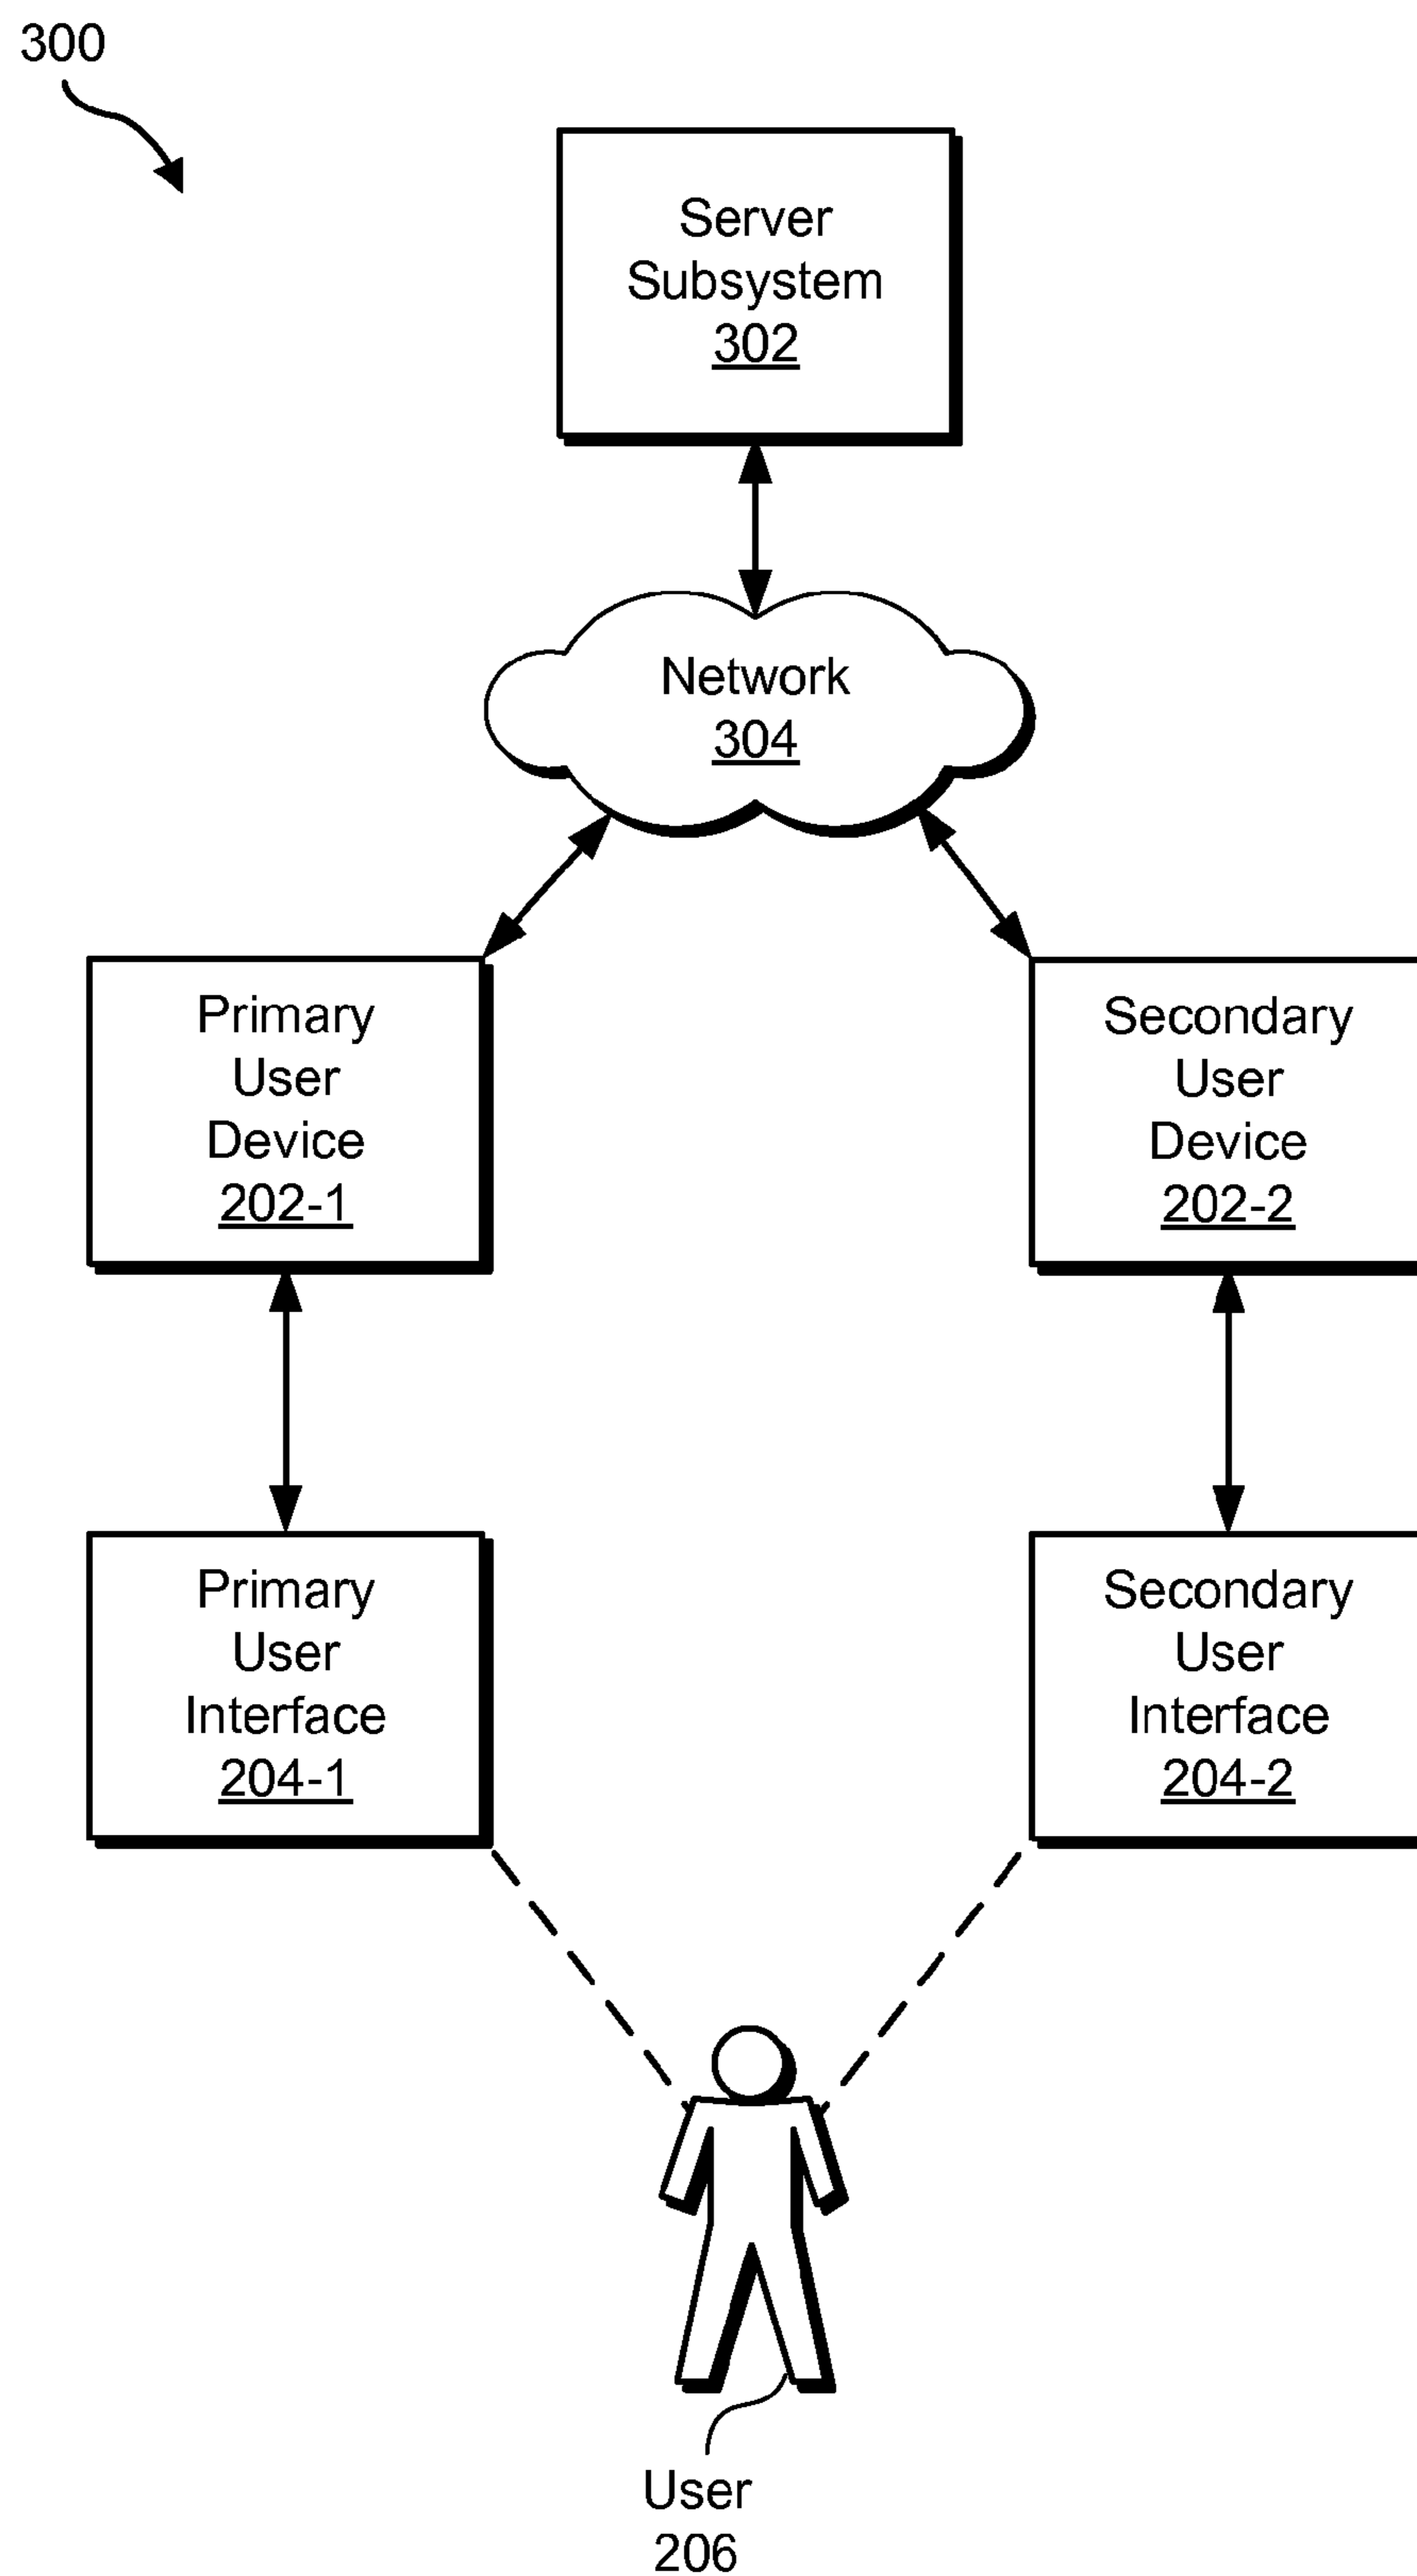 300
Server
Subsystem
302
Network
304
Primary
User
Device
202-1
Secondary
User
Device
202-2
Primary
User
Interface
204-1
Secondary
User
Interface
204-2
User
206